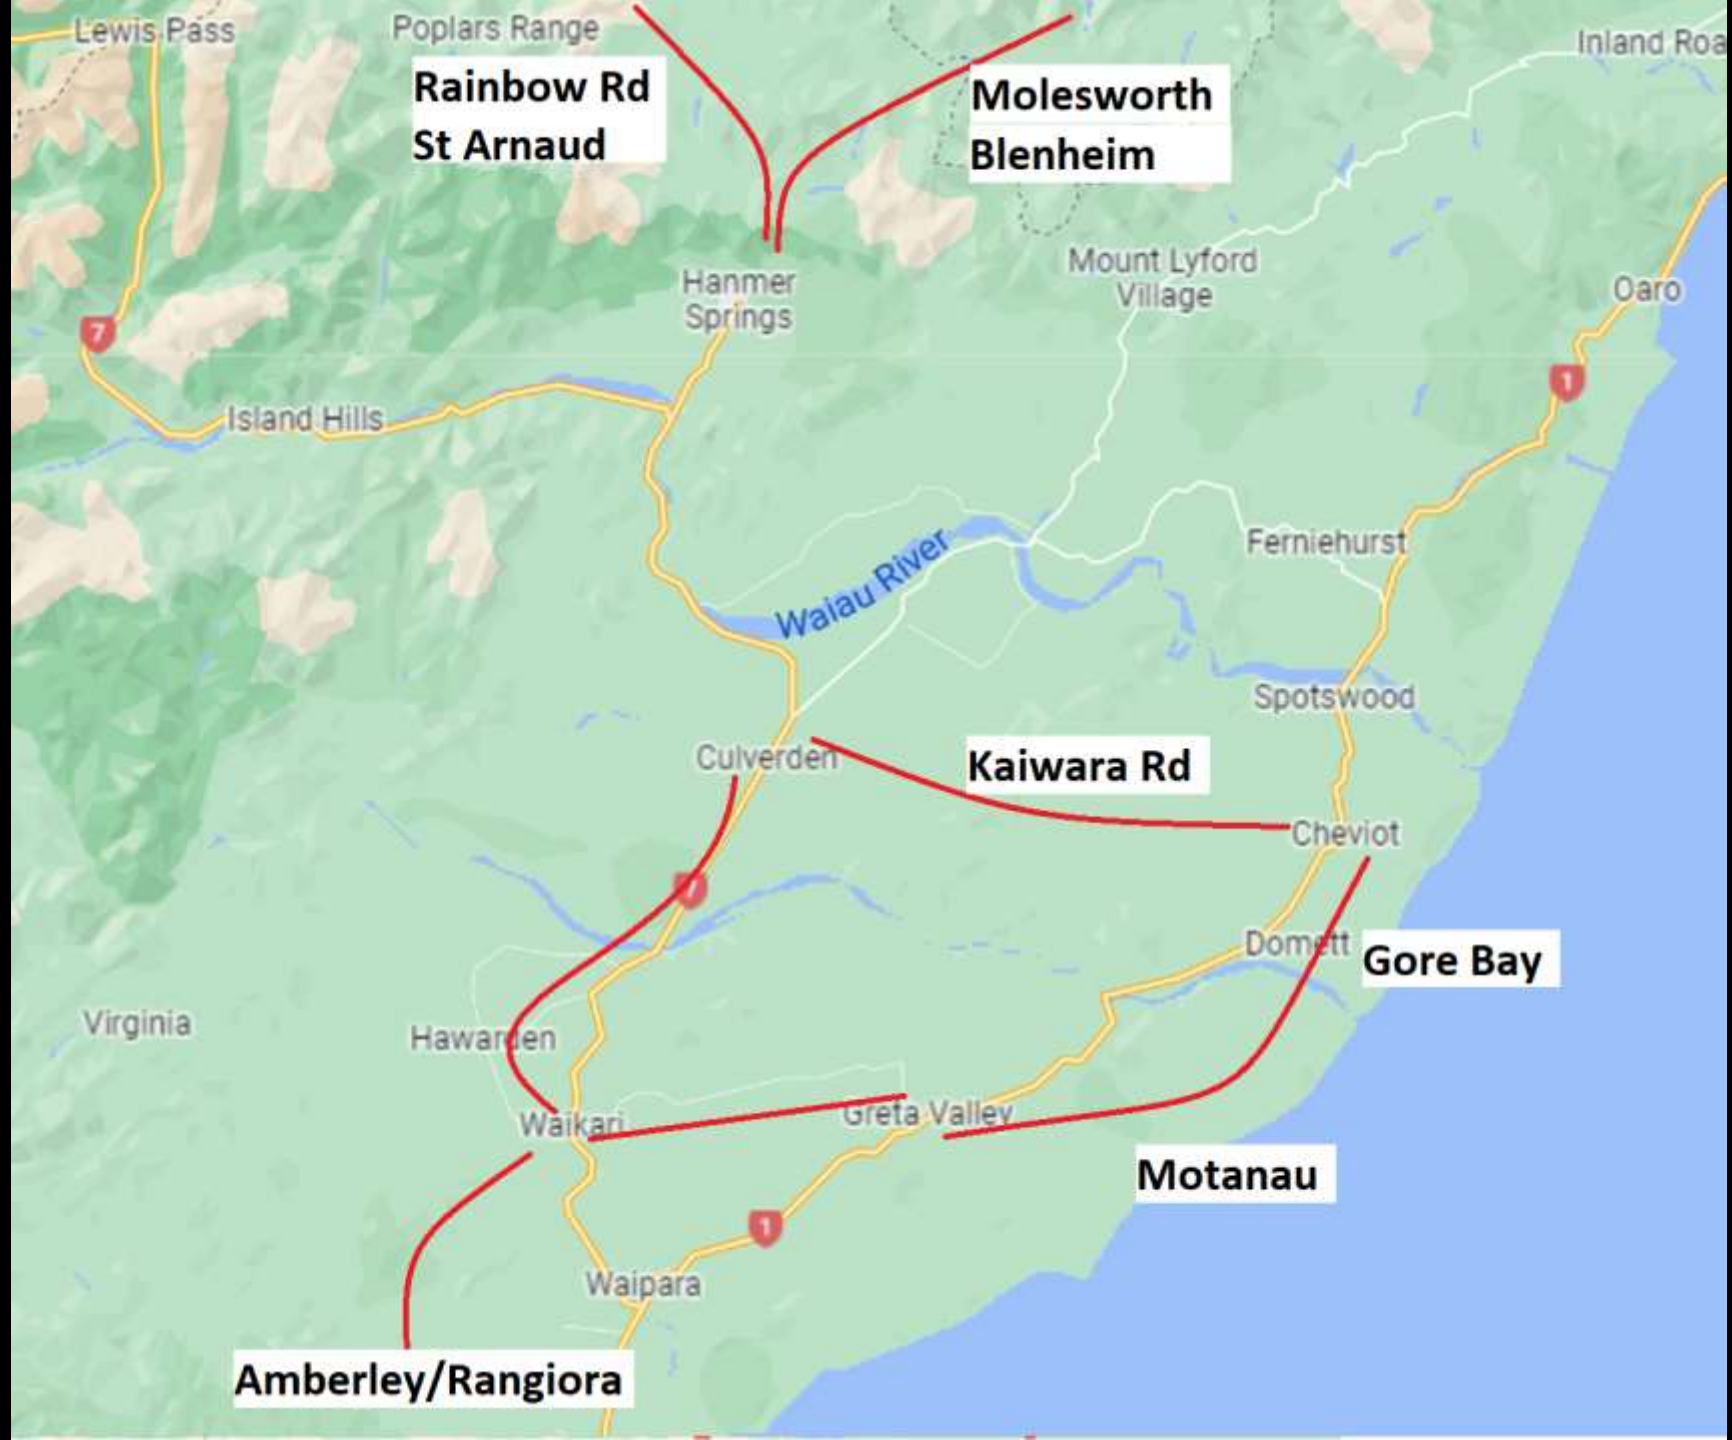 Lewis Pass
Poplars Range
Inland Roa
Rainbow Rd
St Arnaud
Molesworth
Blenheim
Hanmer
Springs
Mount Lyford
Village
Oaro
7
1
Island Hills
Waiau River
Ferniehurst
Spotswood
Culverden
Kaiwara Rd
Cheviot
7
Domett
Gore Bay
Virginia
Hawarden
Waikari
Greta Valley
Motanau
1
Waipara
Amberley/Rangiora